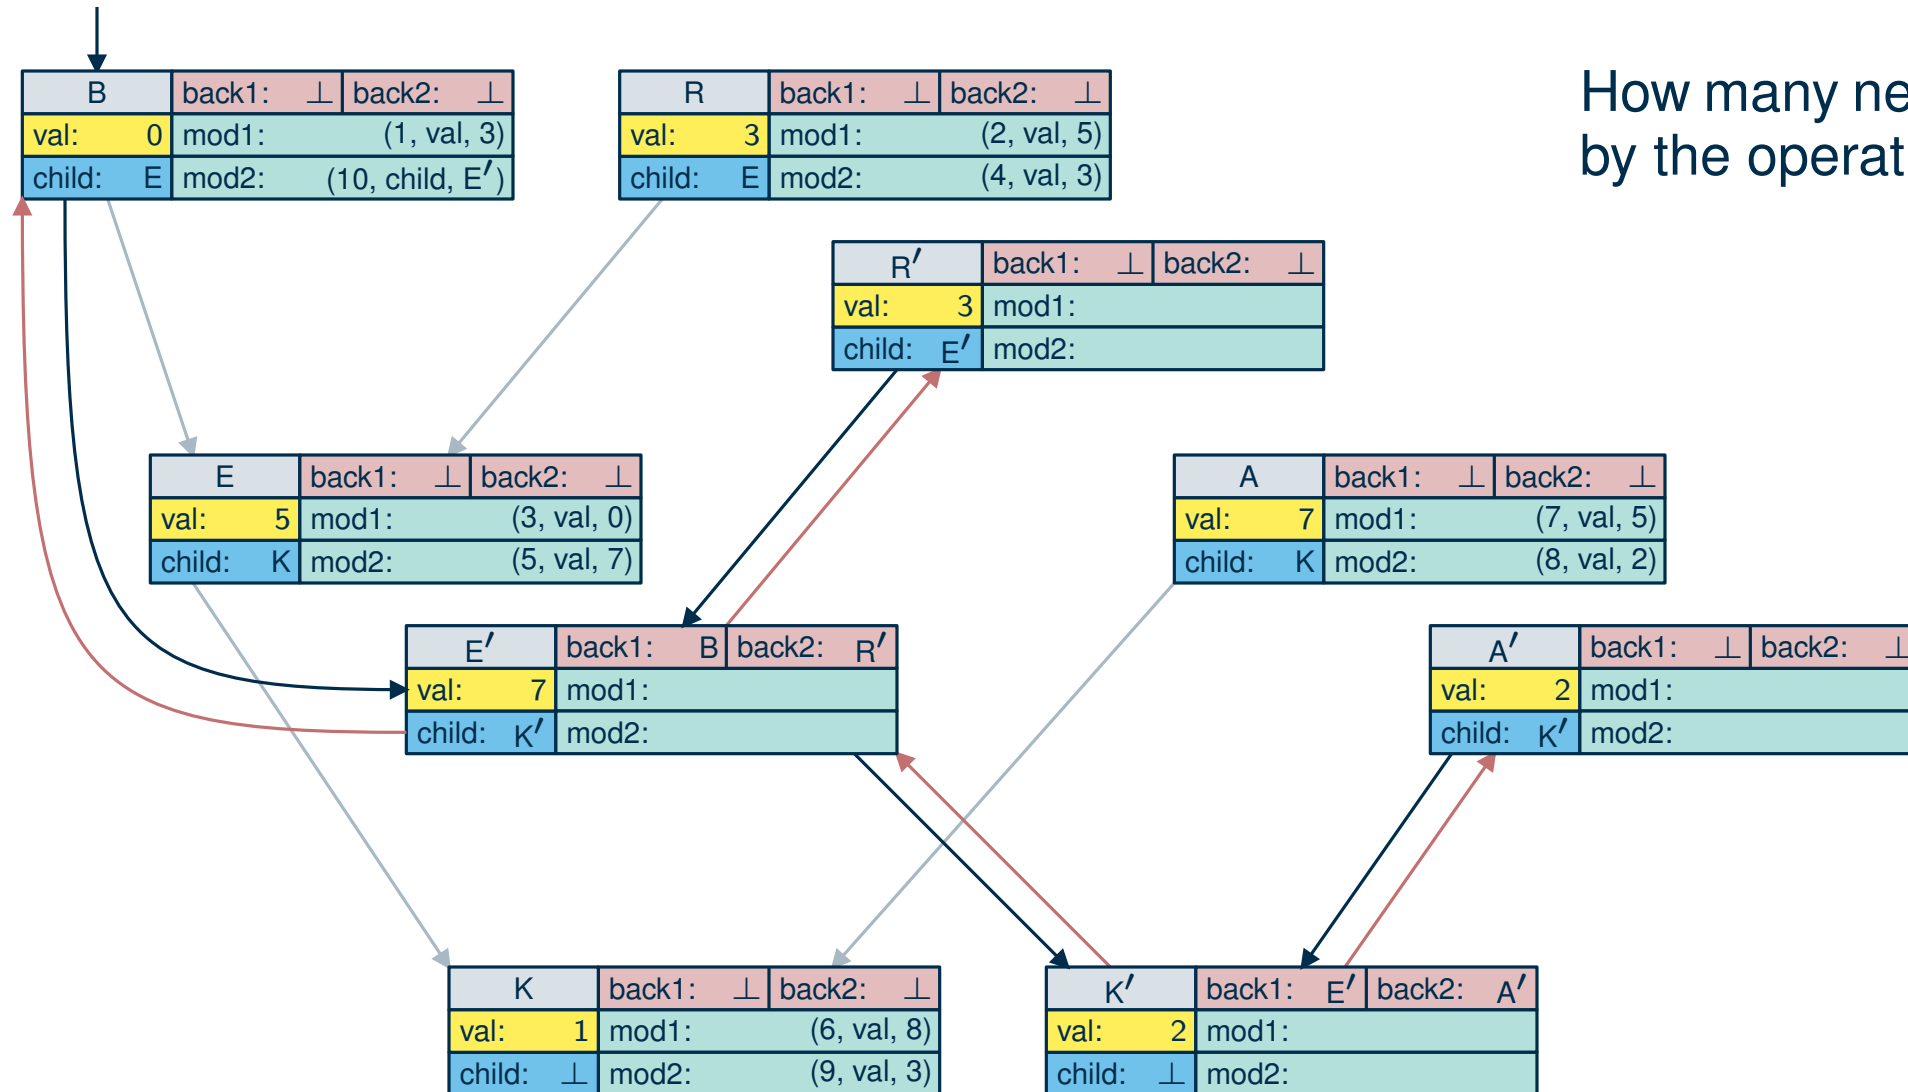 B back1: ⊥ back2: ⊥
val: 0 mod1: (1, val, 3)
child: E mod2: (10, child, E′)
R back1: ⊥ back2: ⊥
val: 3 mod1: (2, val, 5)
child: E mod2: (4, val, 3)
How many ne
by the operat
R′ back1: ⊥ back2: ⊥
val: 3 mod1:
child: E′ mod2:
E back1: ⊥ back2: ⊥
val: 5 mod1: (3, val, 0)
child: K mod2: (5, val, 7)
A back1: ⊥ back2: ⊥
val: 7 mod1: (7, val, 5)
child: K mod2: (8, val, 2)
E′ back1: B back2: R′
val: 7 mod1:
child: K′ mod2:
A′ back1: ⊥ back2: ⊥
val: 2 mod1:
child: K′ mod2:
K back1: ⊥ back2: ⊥
val: 1 mod1: (6, val, 8)
child: ⊥ mod2: (9, val, 3)
K′ back1: E′ back2: A′
val: 2 mod1:
child: ⊥ mod2: